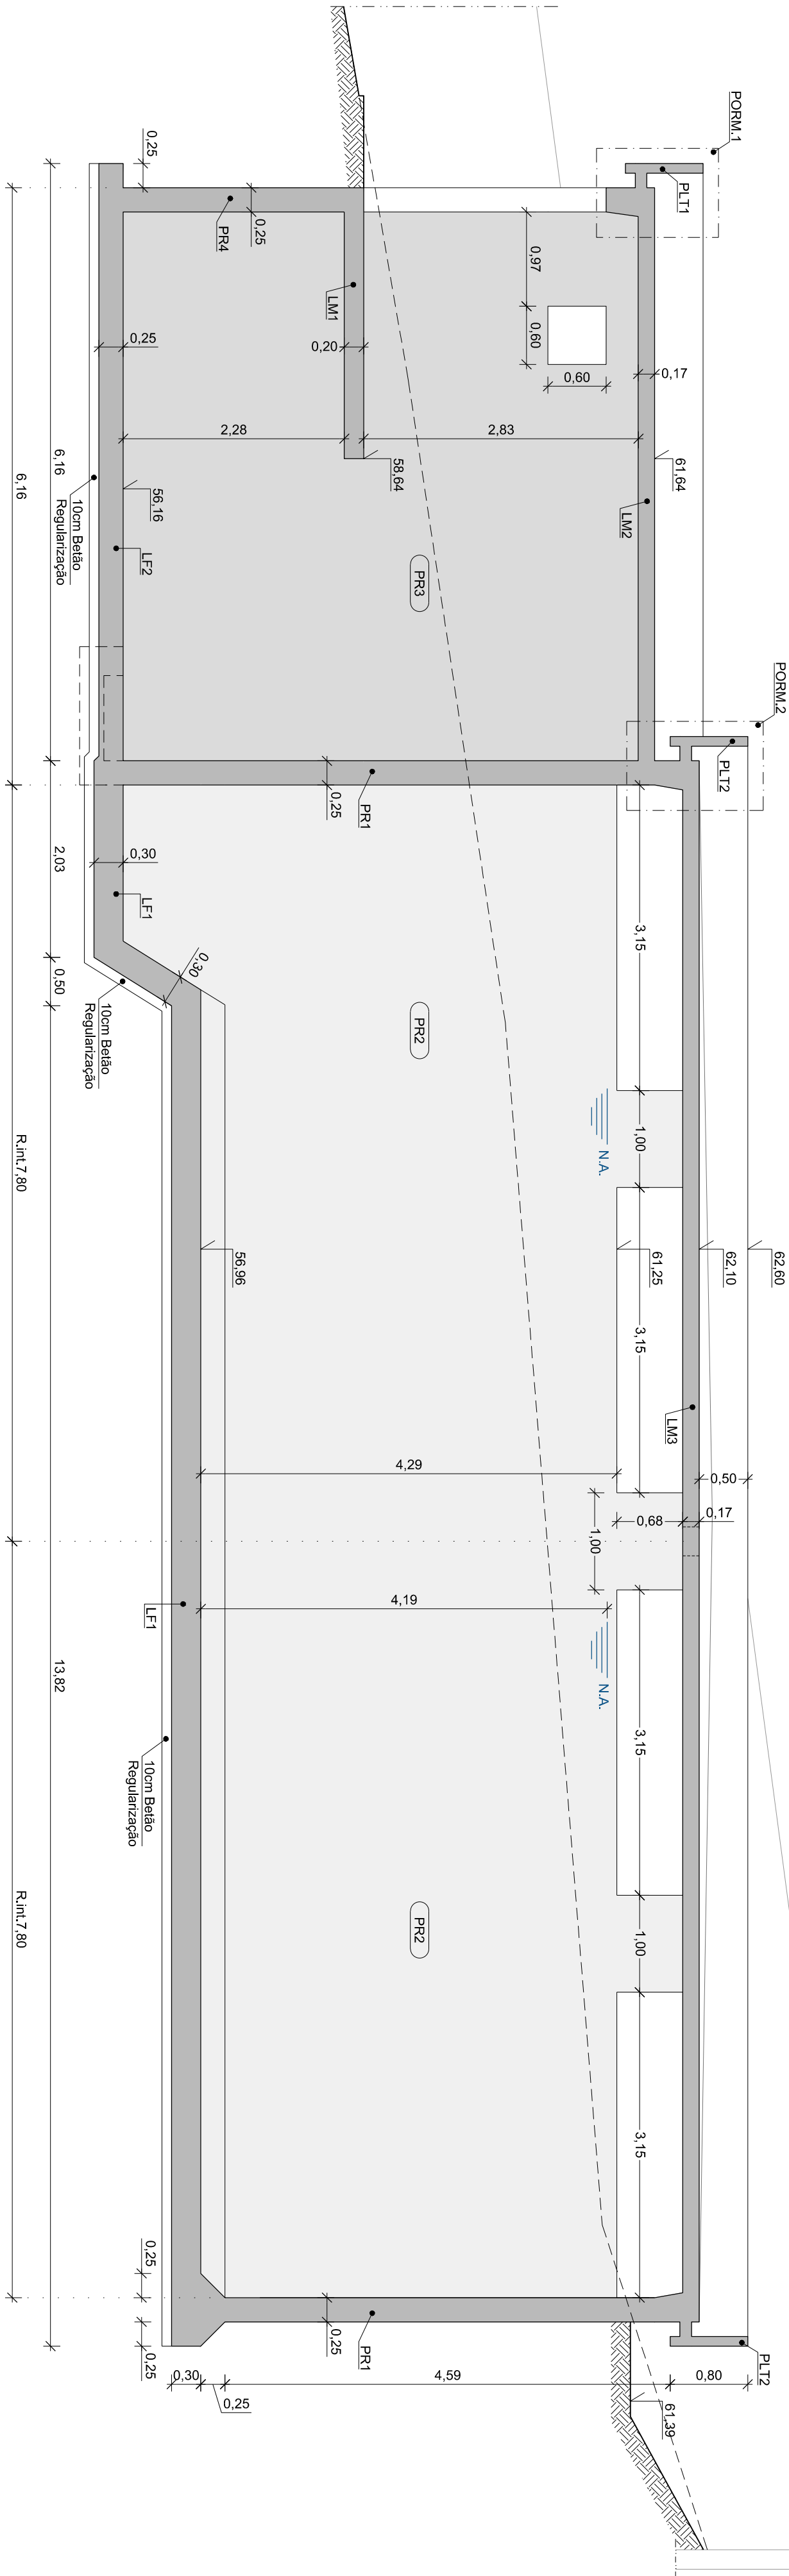 PORM.1
PLT1
0,25
0,25
PR4
LM1
0,97
0,60
0,60
0,25
0,20
0,17
2,28
2,83
58,64
61,64
56,16
LM2
6,16
6,16
10cm Betão
Regularização
LF2
PR3
PORM.2
PLT2
0,25
PR1
0,30
2,03
LF1
3,15
0,30
0,50
10cm Betão
Regularização
PR2
1,00
N.A.
R.int.7,80
56,96
61,25
62,10
62,60
3,15
LM3
4,29
0,50
0,68
0,17
1,00
LF1
4,19
N.A.
13,82
3,15
10cm Betão
Regularização
R.int.7,80
PR2
1,00
3,15
0,25
0,25
0,25
PR1
PLT2
0,30
0,25
4,59
0,80
61,39